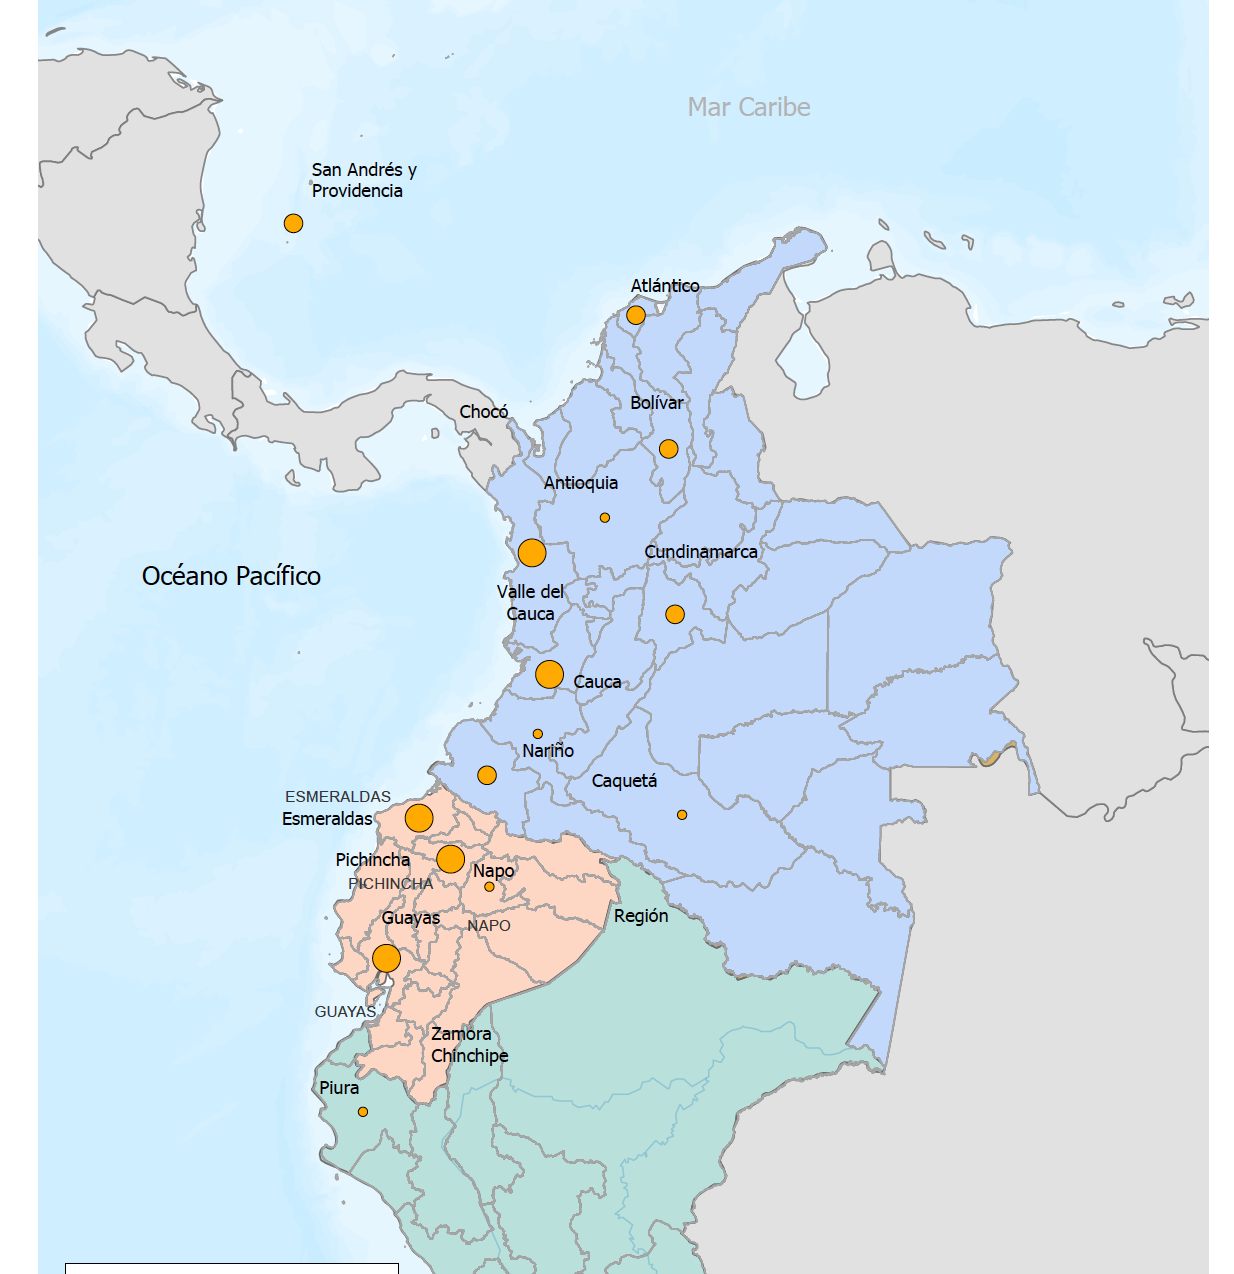 Mar Caribe
San Andrés y
Providencia
Atlántico
Bolívar
Chocó
Antioquia
Cundinamarca
Océano Pacífico
Valle del
Cauca
Cauca
Nariño
Caquetá
ESMERALDAS
Esmeraldas
Pichincha
Napo
PICHINCHA
Guayas
Región
NAPO
GUAYAS
Zamora
Chinchipe
Piura